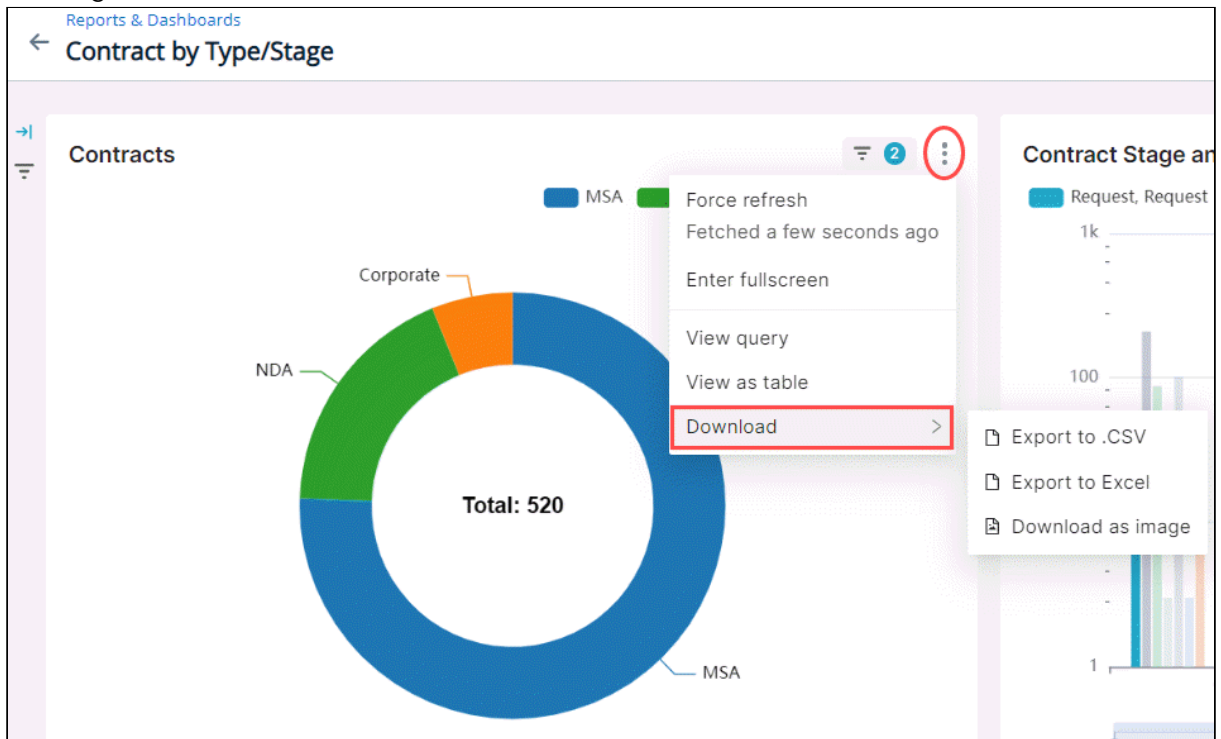 Reports & Dashboards
Contract by Type/Stage
Contracts
2
MSA
Force refresh
Fetched a few seconds ago
Enter fullscreen
View query
View as table
Download
Export to .CSV
Export to Excel
Download as image
Corporate
NDA
Total: 520
MSA
Contract Stage
Request, Request
1k
100
1